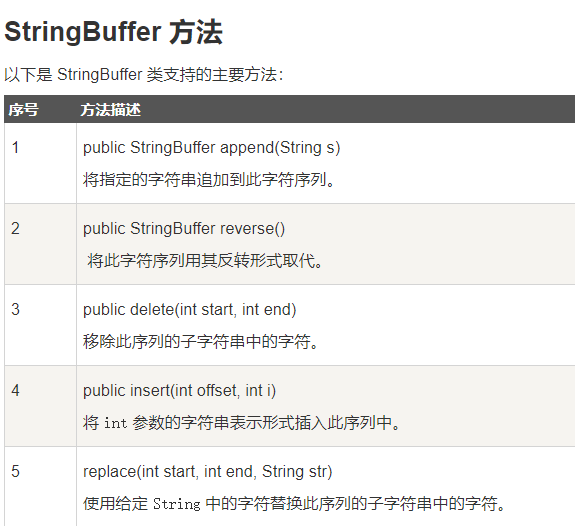 StringBuffer 方法
以下是 StringBuffer 类支持的主要方法：
序号 方法描述
1 public StringBuffer append(String s)
将指定的字符串追加到此字符序列。
2 public StringBuffer reverse()
将此字符序列用其反转形式取代。
3 public delete(int start, int end)
移除此序列的子字符串中的字符。
4 public insert(int offset, int i)
将 int 参数的字符串表示形式插入此序列中。
5 replace(int start, int end, String str)
使用给定 String 中的字符替换此序列的子字符串中的字符。